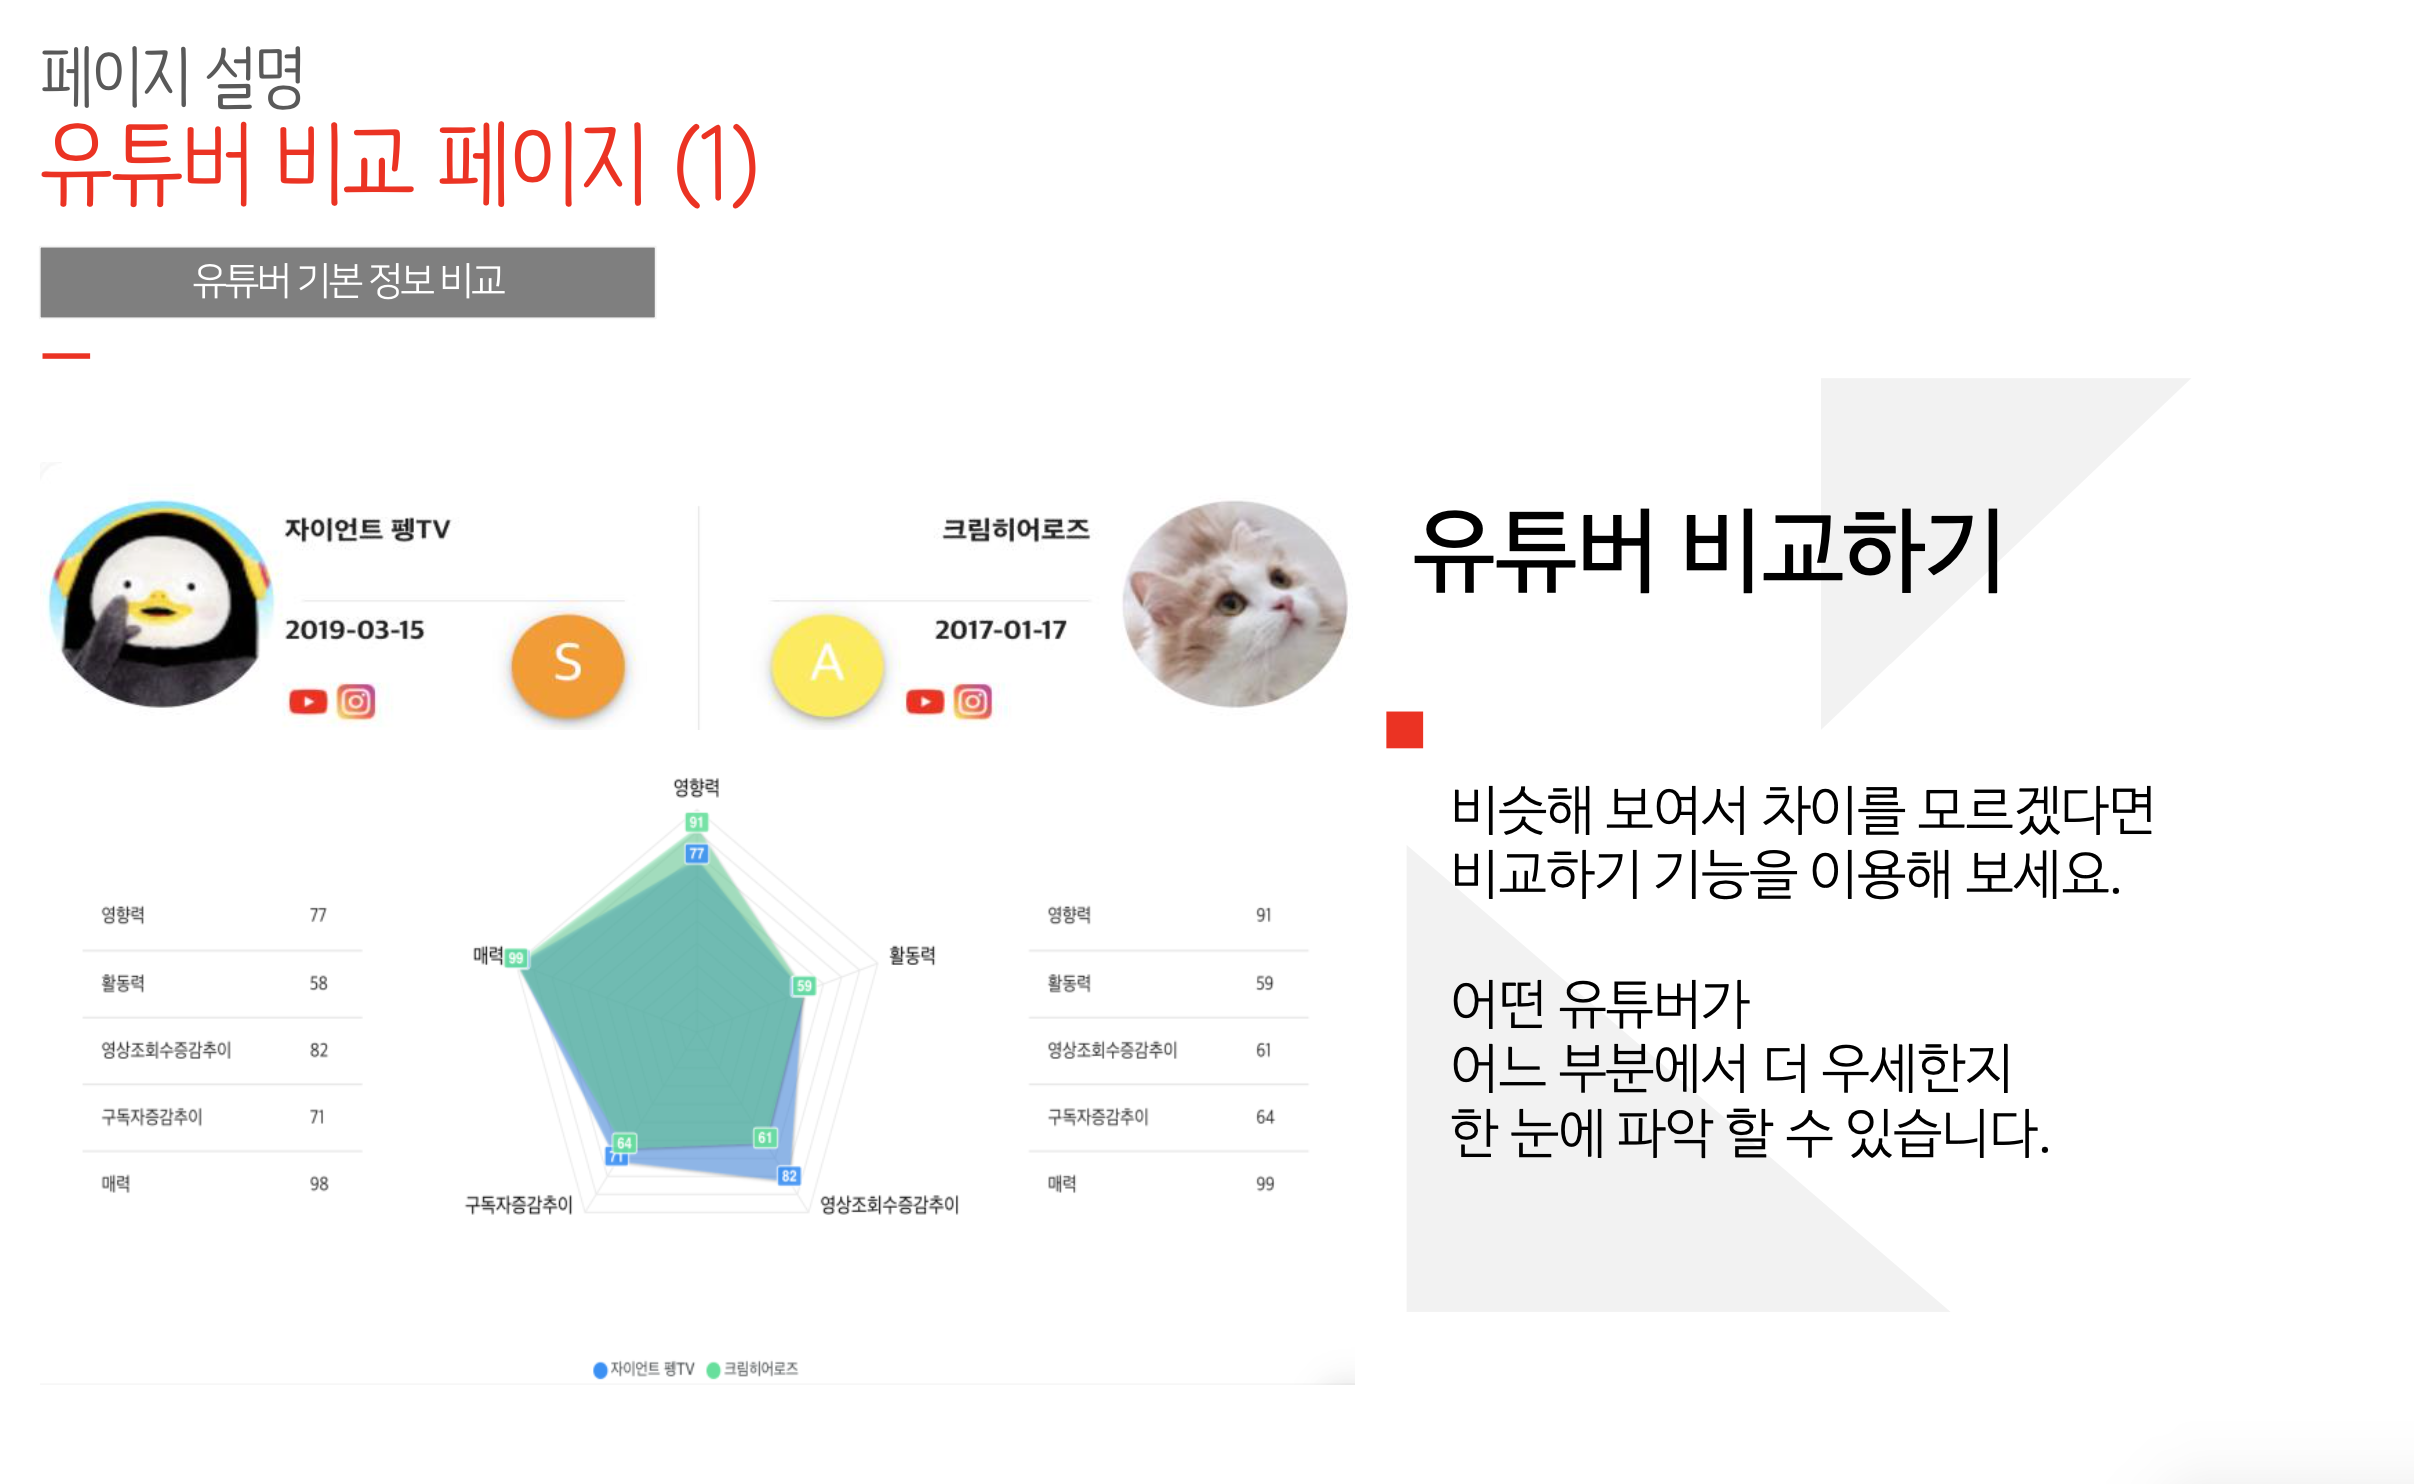 페이지 설명
유튜버 비교 페이지 (1)
유튜버 기본 정보 비교
자이언트 펭TV
2019-03-15
S
크림히어로즈
2017-01-17
A
영향력 77
활동력 58
영상조회수증감추이 82
구독자증감추이 71
매력 98
영향력
91
77
매력
99
활동력
59
64
71
61
82
구독자증감추이
영상조회수증감추이
영향력 91
활동력 59
영상조회수증감추이 61
구독자증감추이 64
매력 99
자이언트 펭TV 크림히어로즈
유튜버 비교하기
비슷해 보여서 차이를 모르겠다면
비교하기 기능을 이용해 보세요.
어떤 유튜버가
어느 부분에서 더 우세한지
한 눈에 파악 할 수 있습니다.